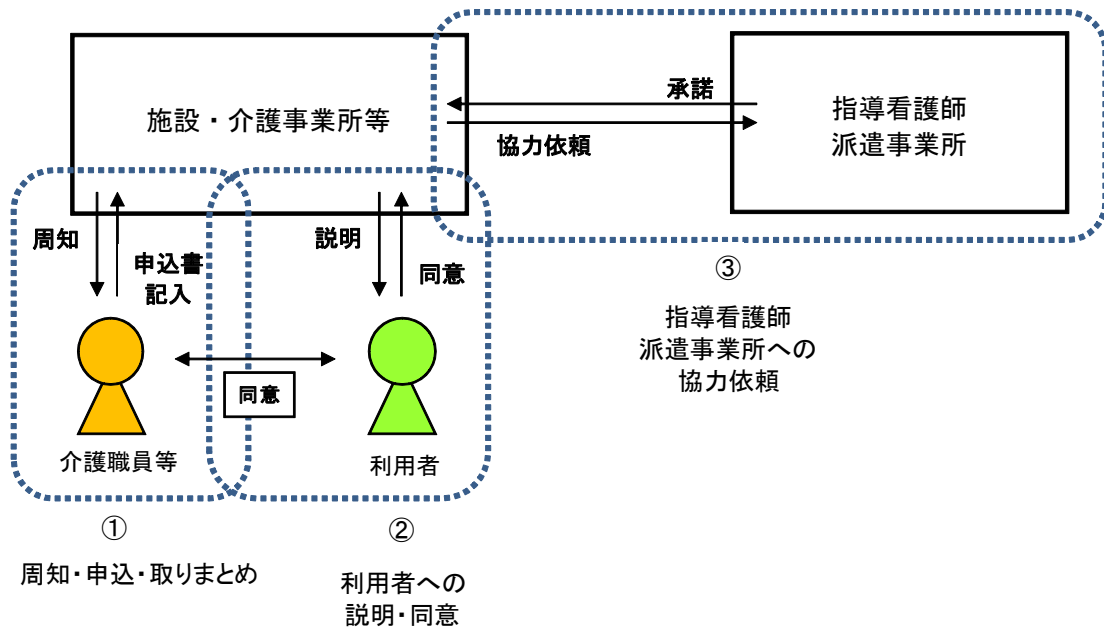 施設・介護事業所等
承諾
協力依頼
指導看護師
派遣事業所
周知
申込書
記入
説明
同意
同意
介護職員等
利用者
①
周知・申込・取りまとめ
②
利用者への
説明・同意
③
指導看護師
派遣事業所への
協力依頼